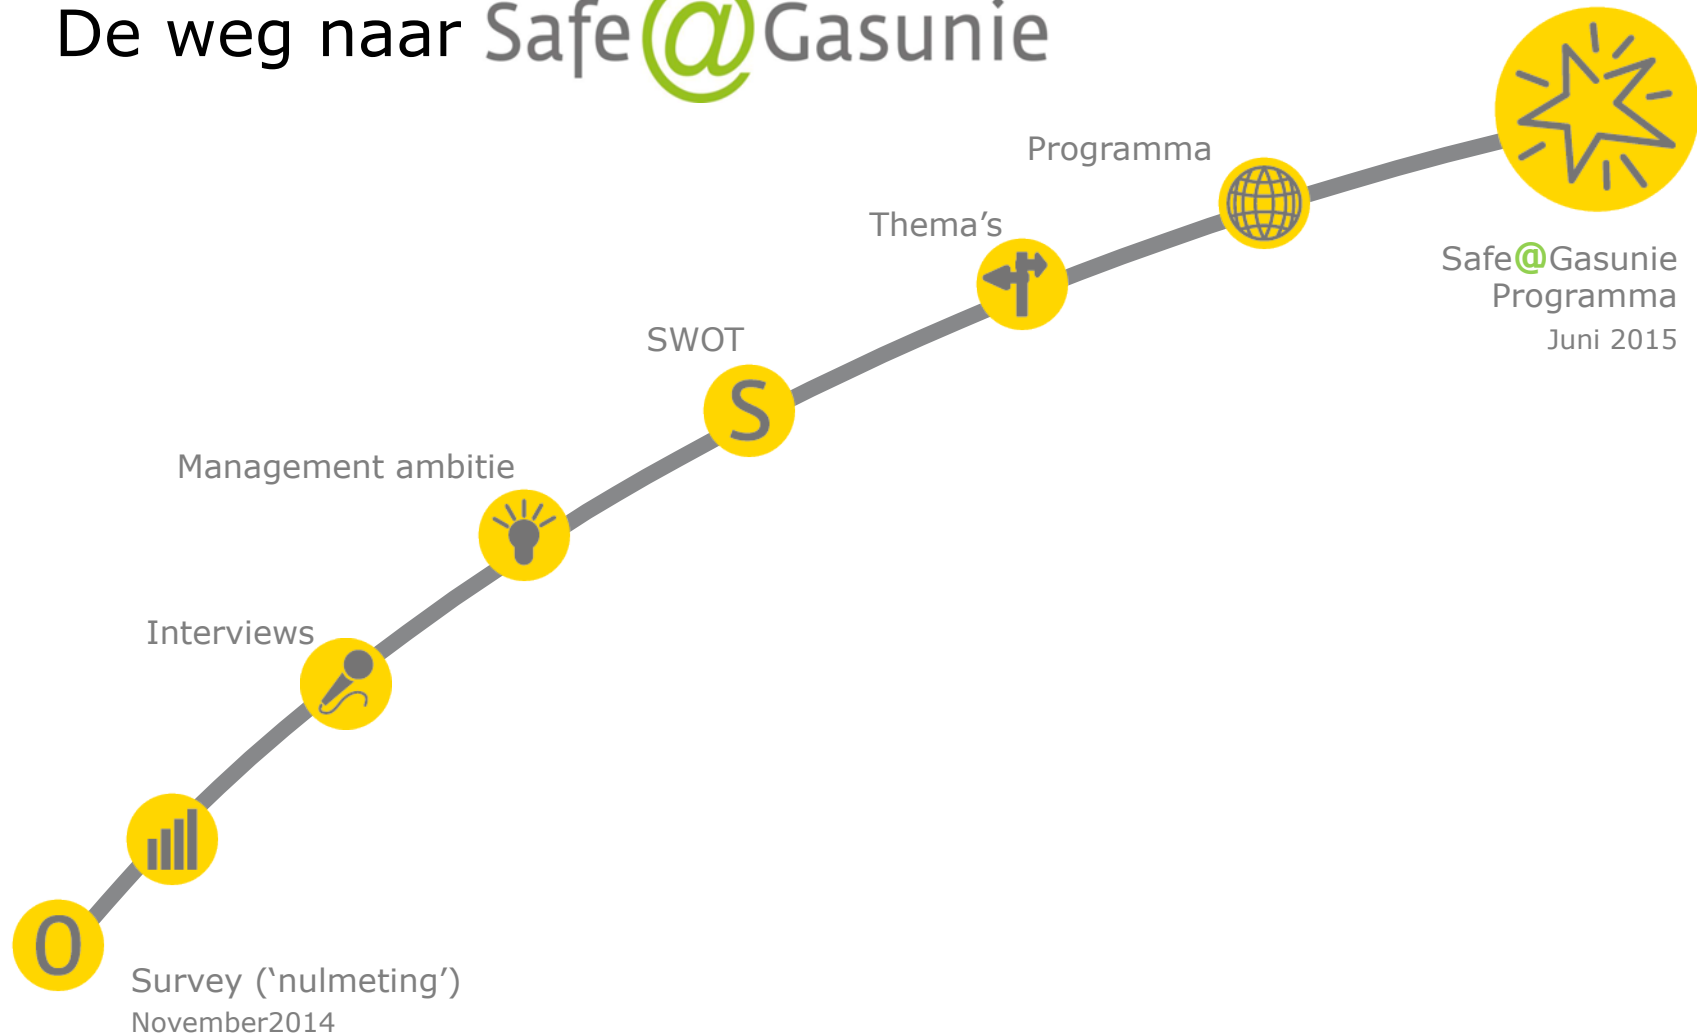 De weg naar Safe@Gasunie
Programma
Thema’s
Safe@Gasunie
Programma
Juni 2015
SWOT
S
Management ambitie
Interviews
0
Survey (‘nulmeting’)
November2014